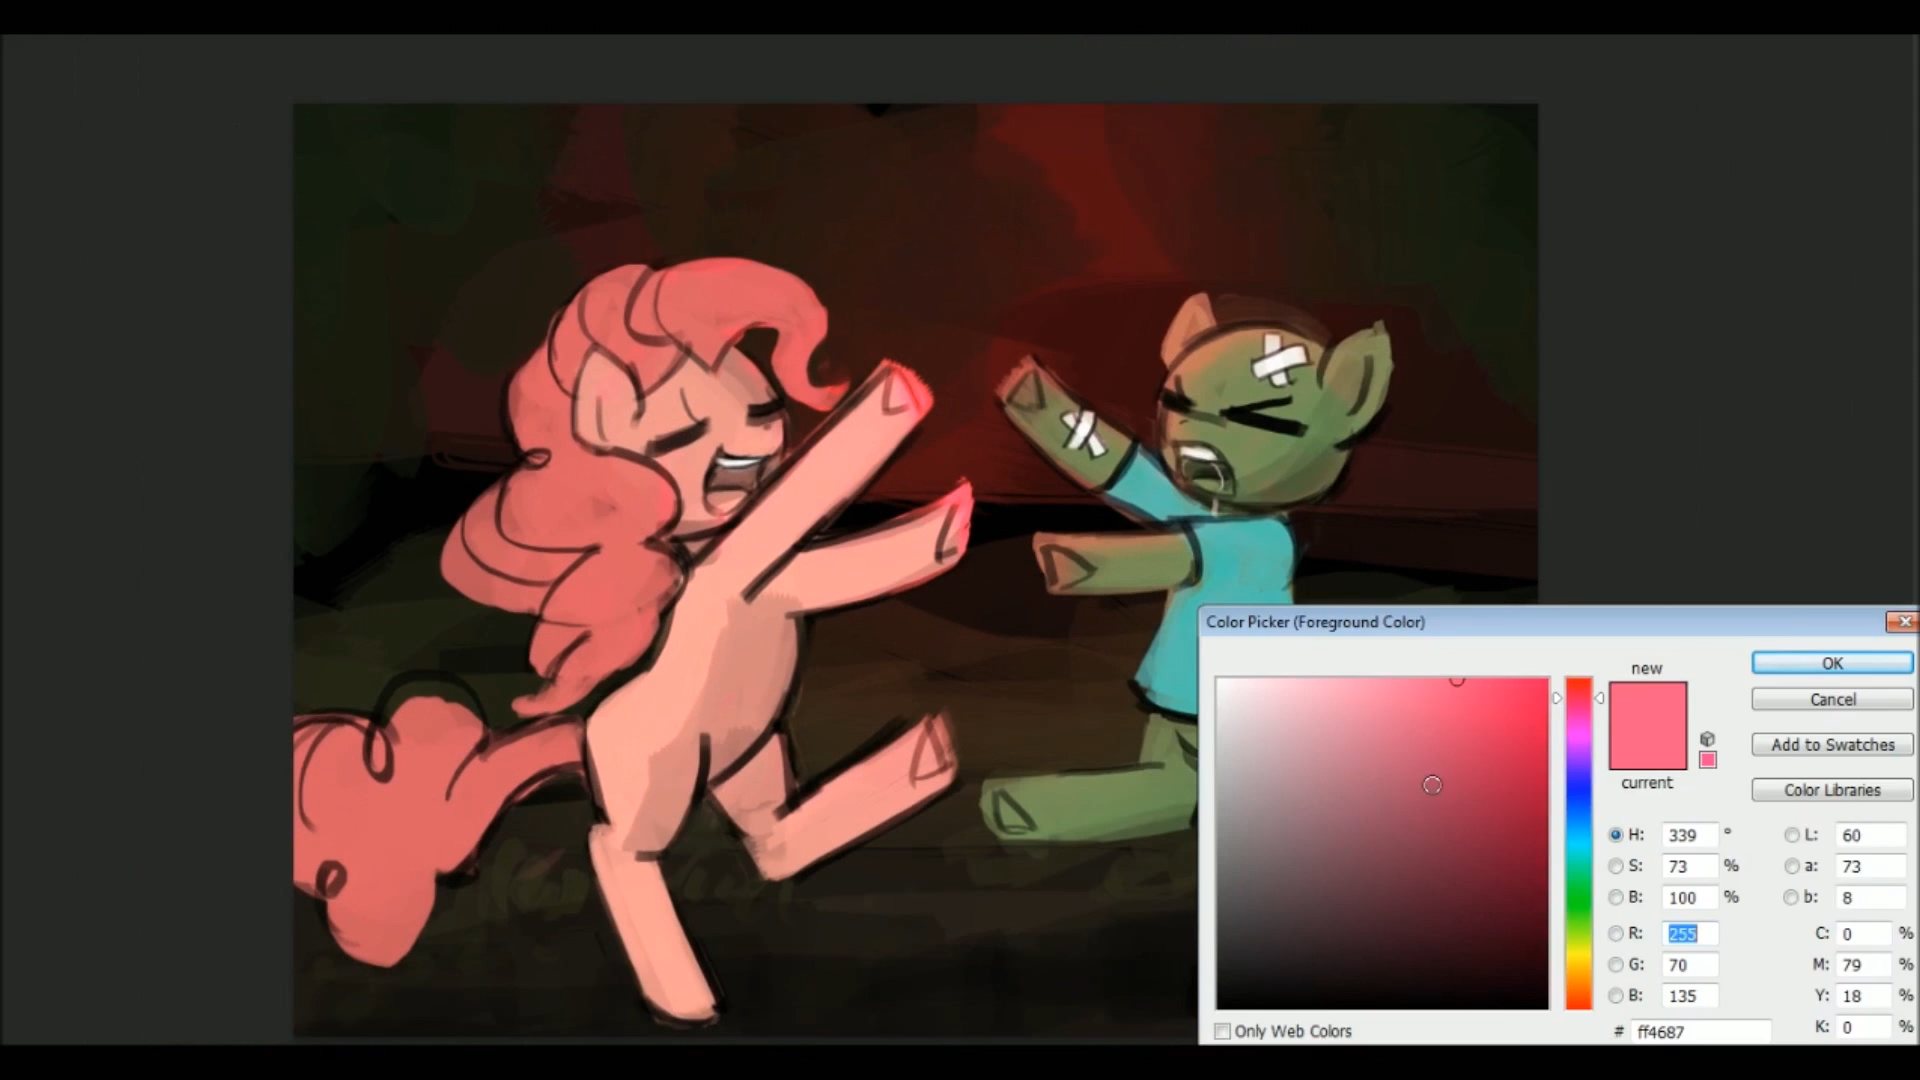 Color Picker (Foreground Color)
new
current
OK
Cancel
Add to Swatches
Color Libraries
H: 339 °
S: 73 %
B: 100 %
R: 255
G: 70
B: 135
# ff4687
L: 60
a: 73
b: 8
C: 0 %
M: 79 %
Y: 18 %
K: 0 %
Only Web Colors